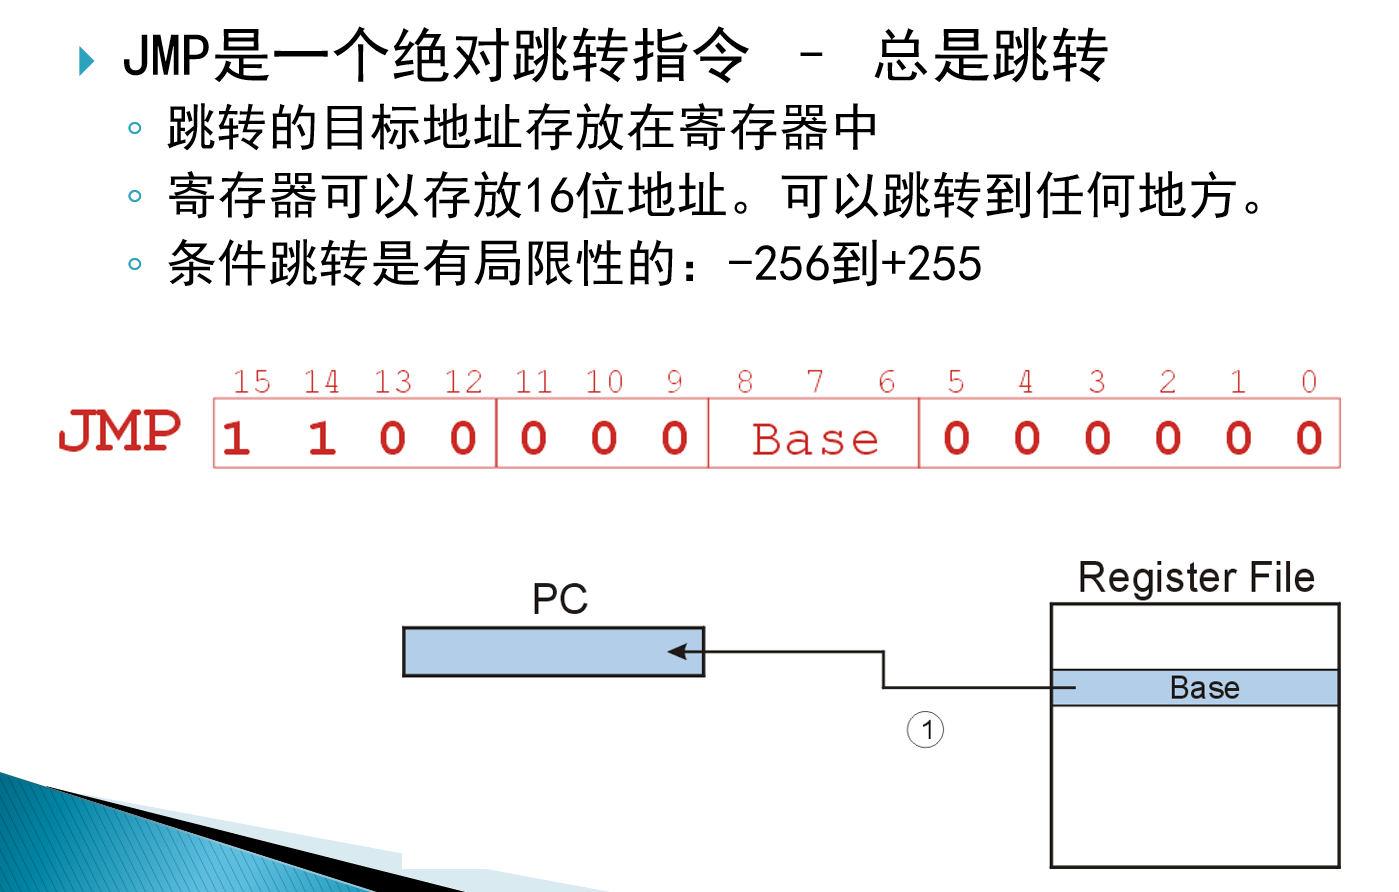 JMP是一个绝对跳转指令 - 总是跳转
跳转的目标地址存放在寄存器中
寄存器可以存放16位地址。可以跳转到任何地方。
条件跳转是有局限性的：-256到+255
15 14 13 12 11 10 9 8 7 6 5 4 3 2 1 0
JMP 1 1 0 0 0 0 0 Base 0 0 0 0 0 0
Register File
PC
Base
1